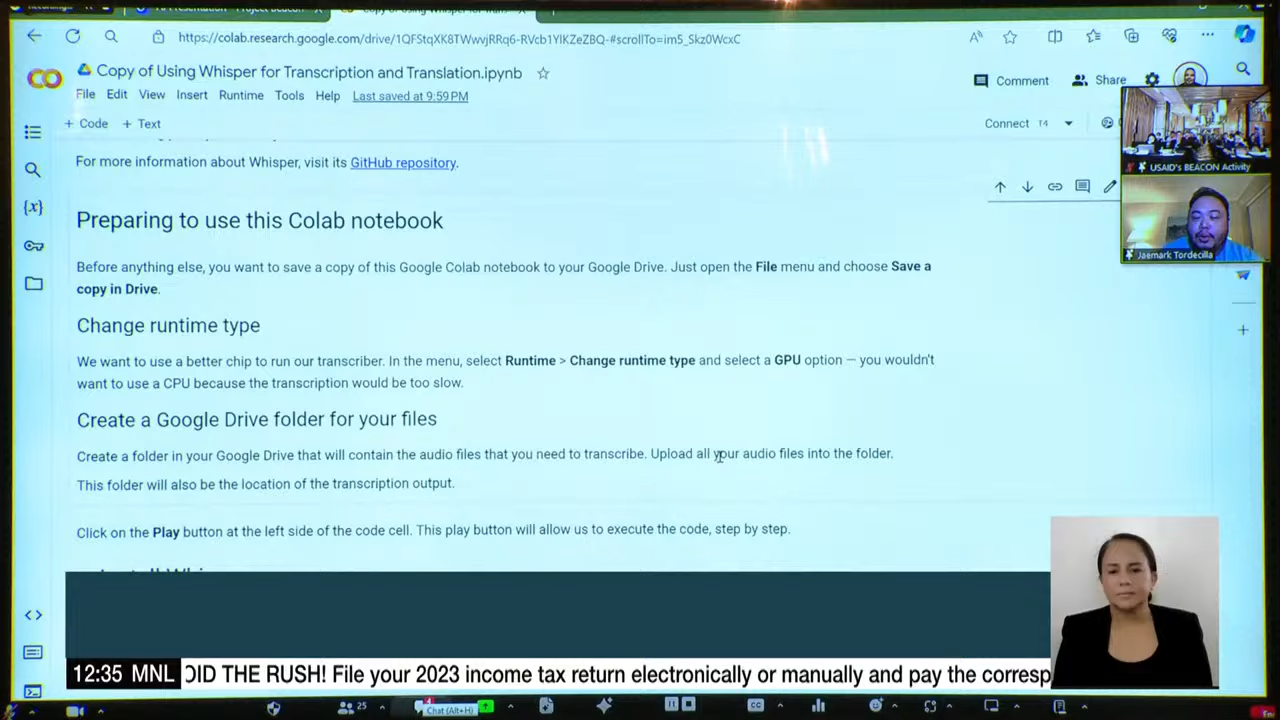 https://colab.research.google.com/drive/1QFStqXK8TWwvjRRq6-RVcb1YlKZeZBQ-#scrollTo=im5_Skz0WcxC
CO Copy of Using Whisper for Transcription and Translation.ipynb
Comment Share
File Edit View Insert Runtime Tools Help Last saved at 9:59 PM
+ Code + Text
Connect T4
For more information about Whisper, visit its GitHub repository.
USAID's BEACON Activity
Preparing to use this Colab notebook
Jaemark Tordecilla
Before anything else, you want to save a copy of this Google Colab notebook to your Google Drive. Just open the File menu and choose Save a
copy in Drive.
Change runtime type
We want to use a better chip to run our transcriber. In the menu, select Runtime > Change runtime type and select a GPU option — you wouldn't
want to use a CPU because the transcription would be too slow.
Create a Google Drive folder for your files
Create a folder in your Google Drive that will contain the audio files that you need to transcribe. Upload all your audio files into the folder.
This folder will also be the location of the transcription output.
Click on the Play button at the left side of the code cell. This play button will allow us to execute the code, step by step.
12:35 MNL OID THE RUSH! File your 2023 income tax return electronically or manually and pay the corresp
25 Chat (Alt+H) CC